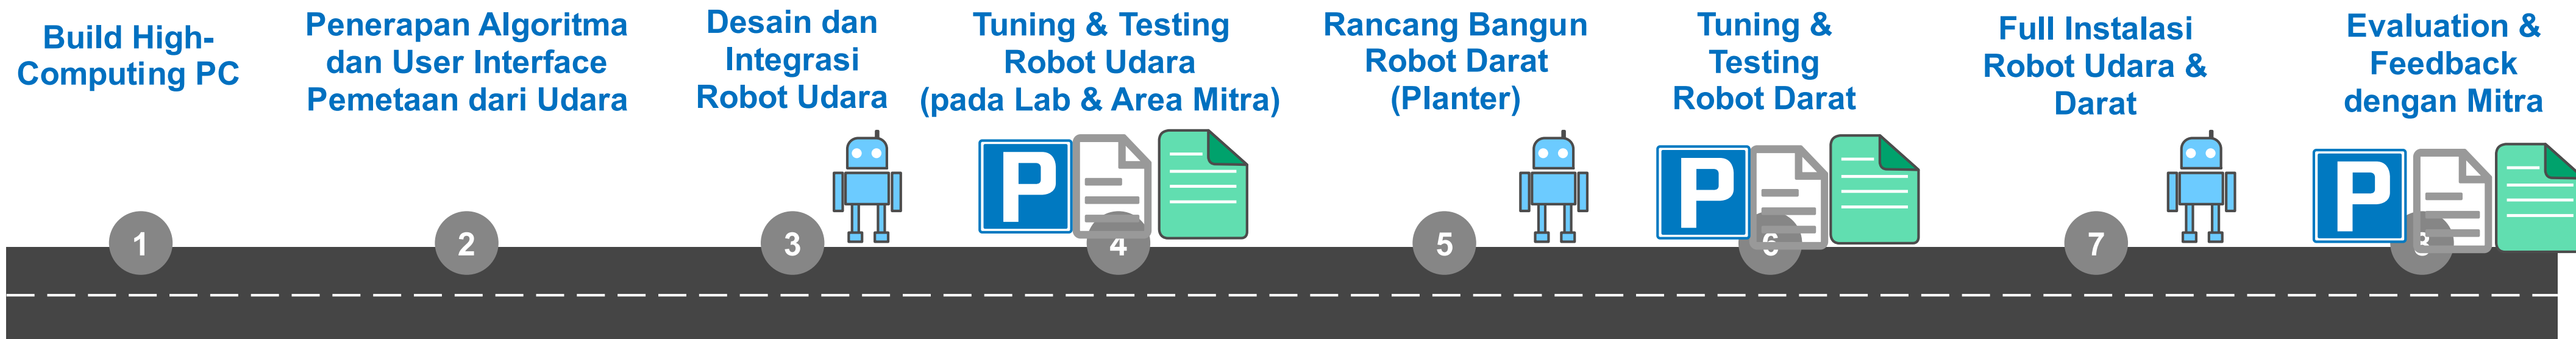 Build High-
Computing PC
Penerapan Algoritma
dan User Interface
Pemetaan dari Udara
Desain dan
Integrasi
Robot Udara
Tuning & Testing
Robot Udara
(pada Lab & Area Mitra)
Rancang Bangun
Robot Darat
(Planter)
Tuning &
Testing
Robot Darat
Full Instalasi
Robot Udara &
Darat
Evaluation &
Feedback
dengan Mitra
P
P
P
1
2
3
4
5
6
7
8